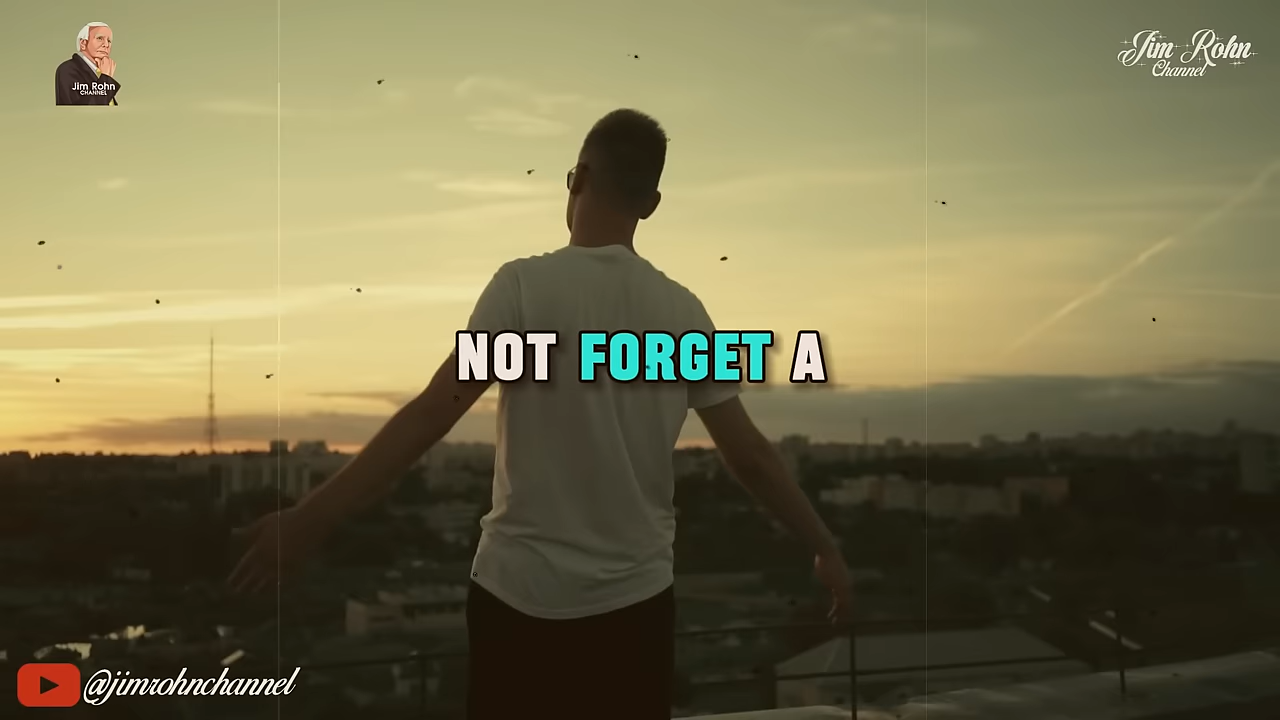 Jim Rohn
CHANNEL
Jim Rohn
Channel
NOT FORGET A
@jimrohnchannel